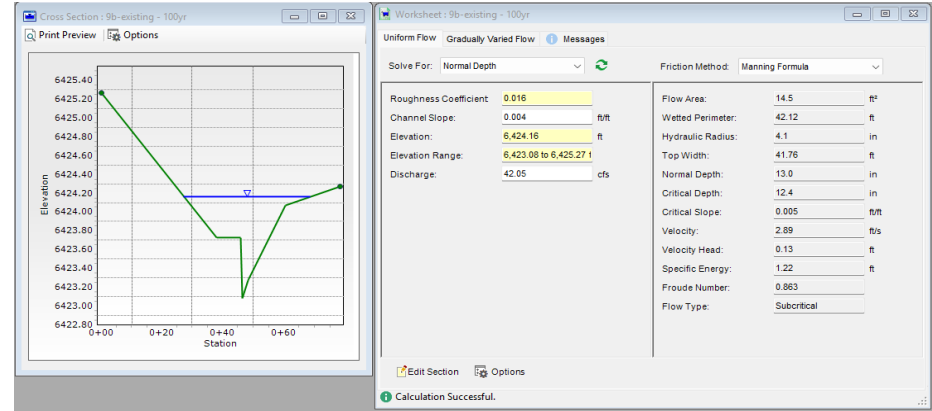 Cross Section : 9b-existing - 100yr
Print Preview Options
6425.40
6425.20
6425.00
6424.80
6424.60
6424.40
6424.20
6424.00
6423.80
6423.60
6423.40
6423.20
6423.00
6422.80
Elevation
0+00 0+20 0+40 0+60
Station
Worksheet : 9b-existing - 100yr
Uniform Flow Gradually Varied Flow Messages
Solve For: Normal Depth Friction Method: Manning Formula
Roughness Coefficient 0.016
Channel Slope: 0.004 ft/ft
Elevation: 6,424.16 ft
Elevation Range: 6,423.08 to 6,425.27 f
Discharge: 42.05 cfs
Flow Area: 14.5 ft²
Wetted Perimeter: 42.12 ft
Hydraulic Radius: 4.1 in
Top Width: 41.76 ft
Normal Depth: 13.0 in
Critical Depth: 12.4 in
Critical Slope: 0.005 ft/ft
Velocity: 2.89 ft/s
Velocity Head: 0.13 ft
Specific Energy: 1.22 ft
Froude Number: 0.863
Flow Type: Subcritical
Edit Section Options
Calculation Successful.